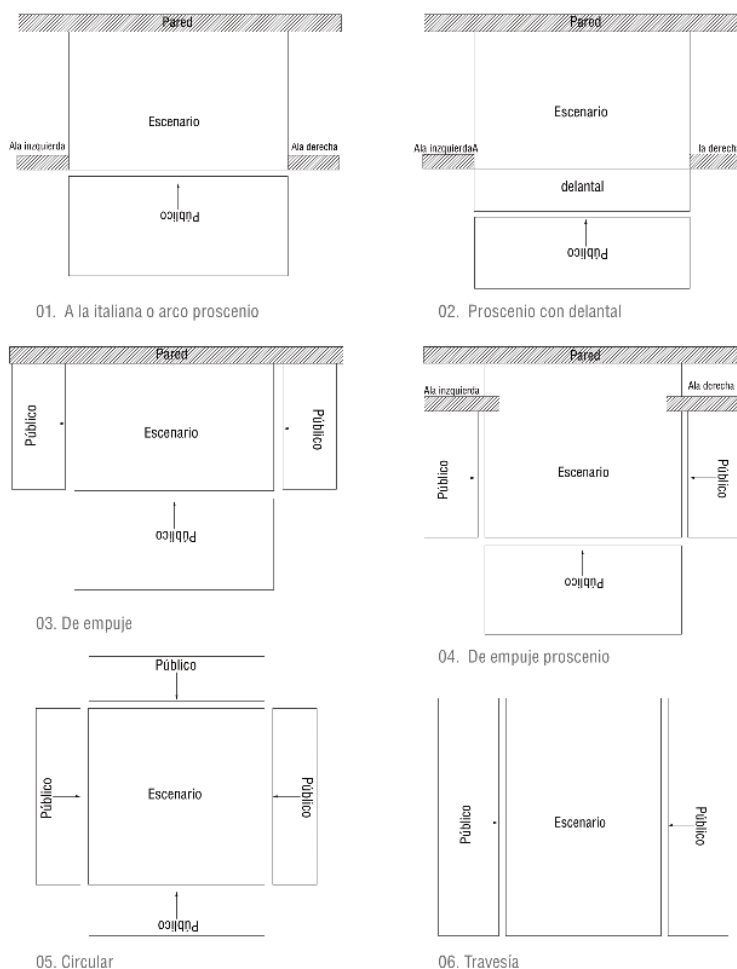 Pared
Escenario
Ala inzquierda
Ala derecha
Público
01. A la italiana o arco proscenio
Pared
Escenario
Ala inzquierdaA
la derecha
delantal
Público
02. Proscenio con delantal
Pared
Público
Escenario
Público
Público
03. De empuje
Pared
Ala inzquierda
Ala derecha
Público
Escenario
Público
Público
04. De empuje proscenio
Público
Público
Escenario
Público
Público
05. Circular
Público
Escenario
Público
06. Travesía